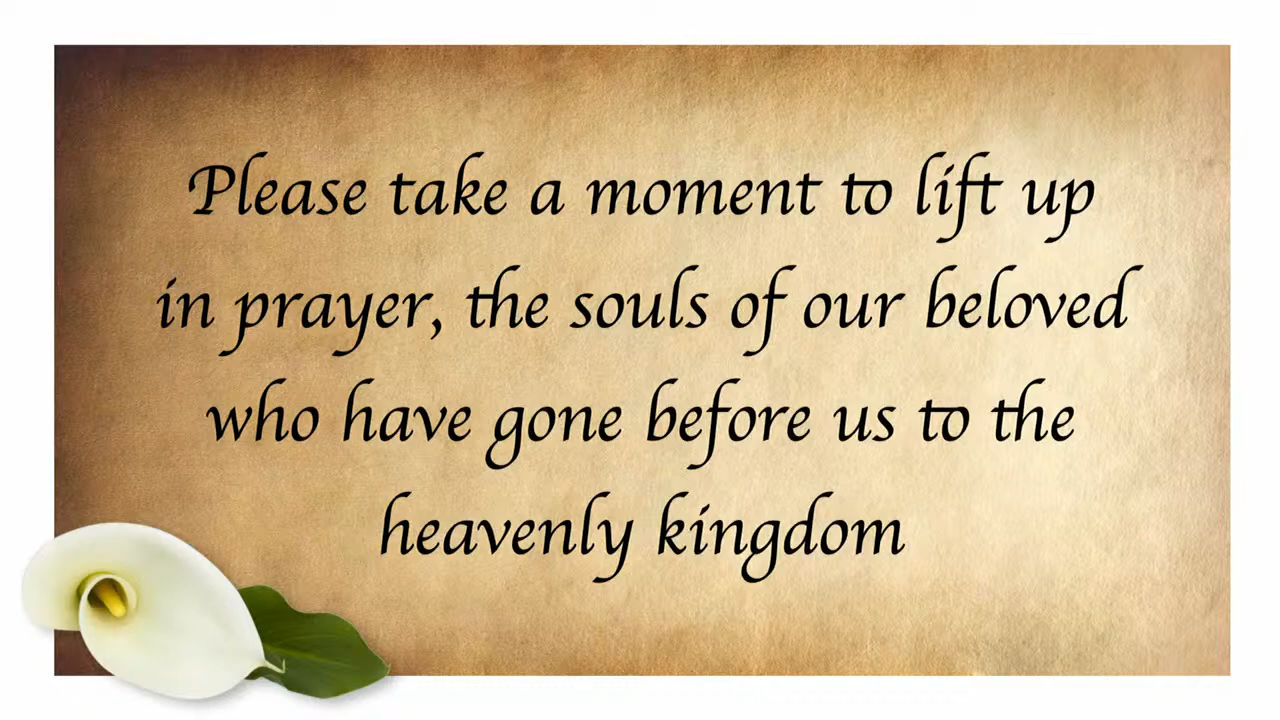 Please take a moment to lift up
in prayer, the souls of our beloved
who have gone before us to the
heavenly kingdom